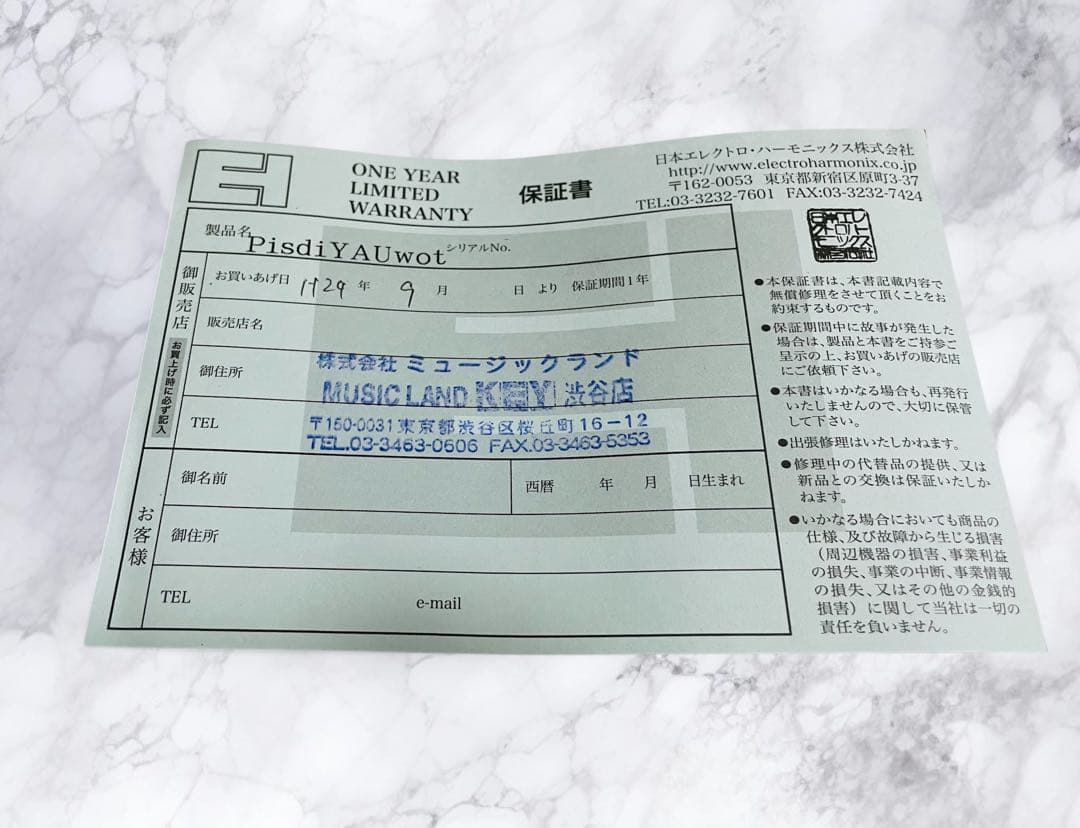 EH
ONE YEAR
LIMITED
WARRANTY
保証書
日本エレクトロ・ハーモニックス株式会社
http://www.electroharmonix.co.jp
〒162-0053 東京都新宿区原町3-37
TEL:03-3232-7601 FAX:03-3232-7424
製品名 PisdiYAUwot シリアルNo.
御販売店
お買上げ時に必ず記入
お買いあげ日 H29 年 9 月 日 より 保証期間1年
販売店名
御住所
TEL
株式会社 ミュージックランド
MUSIC LAND KEY 渋谷店
〒150-0031 東京都渋谷区桜丘町16-12
TEL.03-3463-0606 FAX.03-3463-5353
お客様
御名前 西暦 年 月 日生まれ
御住所
TEL e-mail
日本エレ
クトロ・ハ
ーモニックス
株式会社
●本保証書は、本書記載内容で
無償修理をさせて頂くことをお
約束するものです。
●保証期間中に故事が発生した
場合は、製品と本書をご持参ご
呈示の上、お買いあげの販売店
にご依頼下さい。
●本書はいかなる場合も、再発行
いたしませんので、大切に保管
して下さい。
●出張修理はいたしかねます。
●修理中の代替品の提供、又は
新品との交換は保証いたしか
ねます。
●いかなる場合においても商品の
仕様、及び故障から生じる損害
(周辺機器の損害、事業利益
の損失、事業の中断、事業情報
の損失、又はその他の金銭的
損害)に関して当社は一切の
責任を負いません。